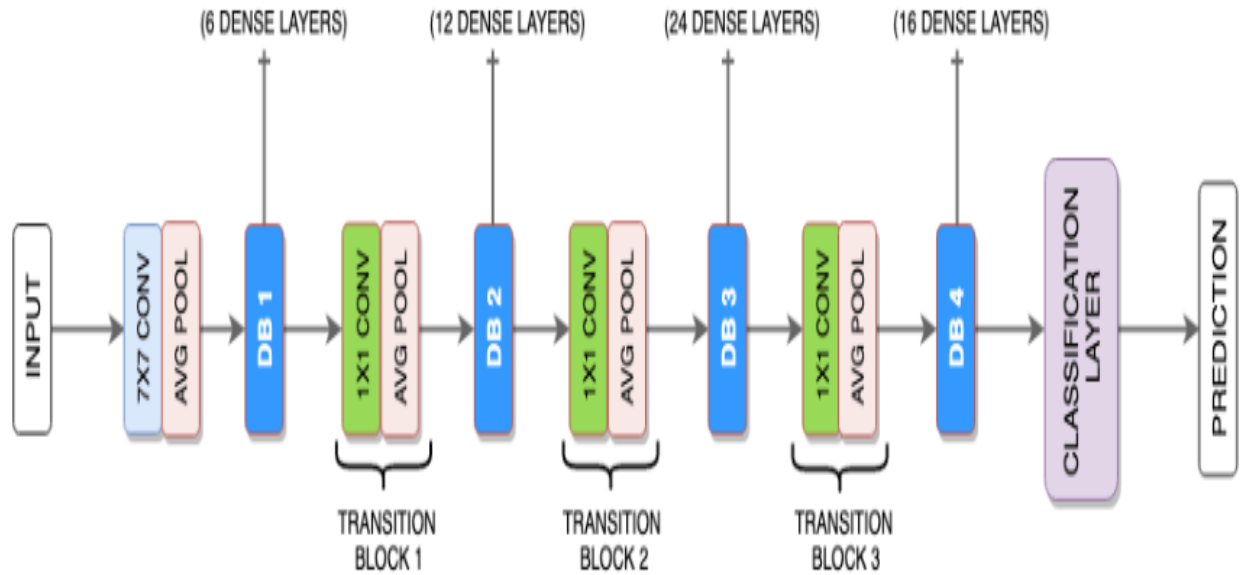 (6 DENSE LAYERS)
(12 DENSE LAYERS)
(24 DENSE LAYERS)
(16 DENSE LAYERS)
INPUT
7X7 CONV
AVG POOL
DB 1
1X1 CONV
AVG POOL
DB 2
1X1 CONV
AVG POOL
DB 3
1X1 CONV
AVG POOL
DB 4
CLASSIFICATION
LAYER
PREDICTION
TRANSITION
BLOCK 1
TRANSITION
BLOCK 2
TRANSITION
BLOCK 3